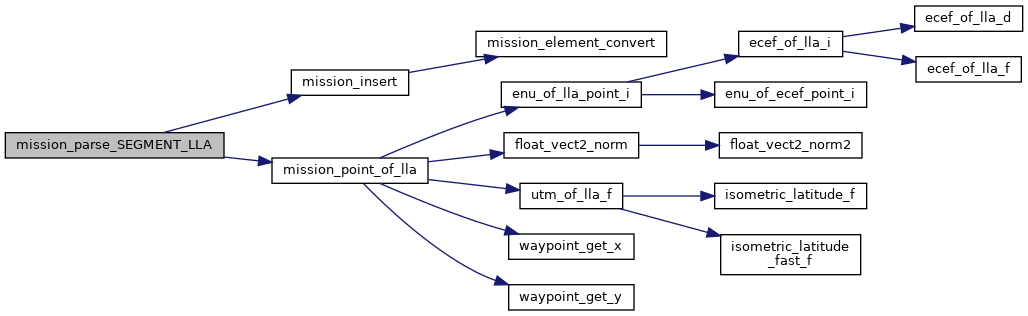 mission_parse_SEGMENT_LLA
mission_insert
mission_element_convert
mission_point_of_lla
enu_of_lla_point_i
ecef_of_lla_i
ecef_of_lla_d
ecef_of_lla_f
enu_of_ecef_point_i
float_vect2_norm
float_vect2_norm2
utm_of_lla_f
isometric_latitude_f
isometric_latitude
_fast_f
waypoint_get_x
waypoint_get_y